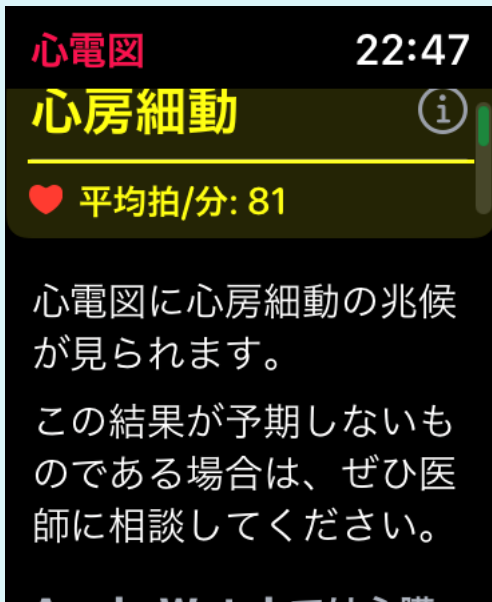 心電図 22:47
心房細動
平均拍/分: 81
心電図に心房細動の兆候
が見られます。
この結果が予期しないも
のである場合は、ぜひ医
師に相談してください。